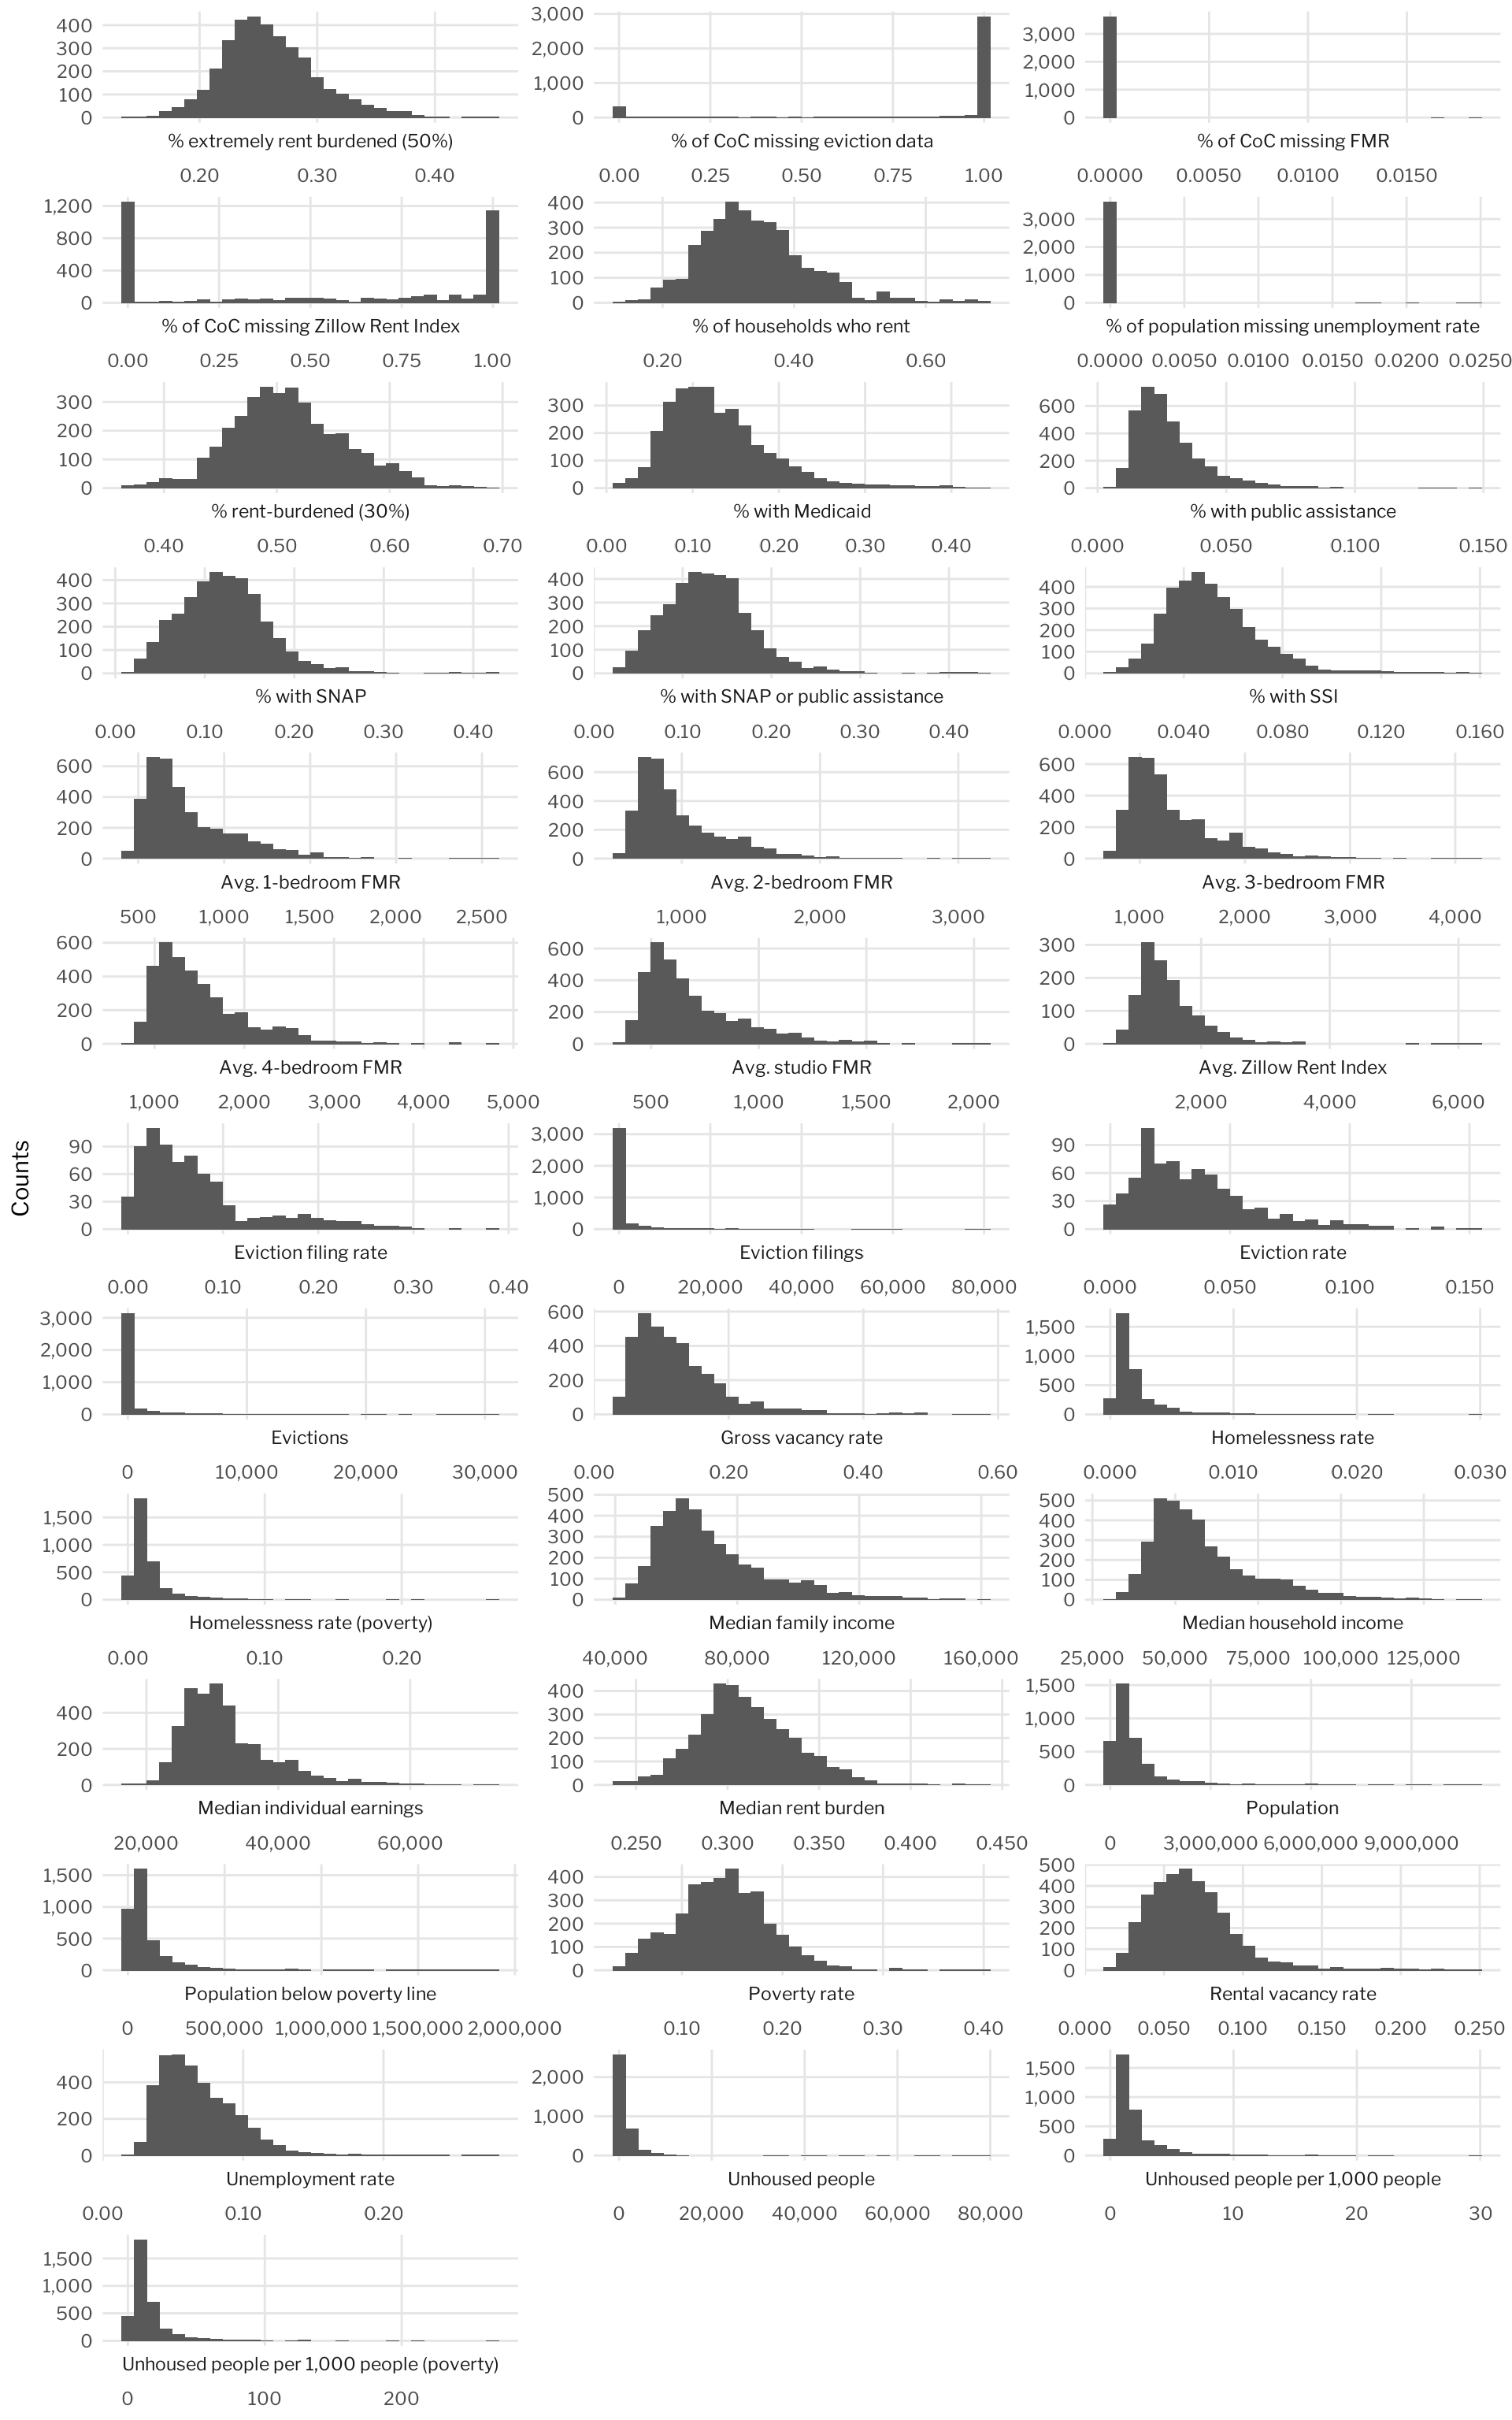 400
300
200
100
0
% extremely rent burdened (50%)
0.20 0.30 0.40
3,000
2,000
1,000
0
% of CoC missing eviction data
0.00 0.25 0.50 0.75 1.00
3,000
2,000
1,000
0
% of CoC missing FMR
0.0000 0.0050 0.0100 0.0150
1,200
800
400
0
% of CoC missing Zillow Rent Index
0.00 0.25 0.50 0.75 1.00
400
300
200
100
0
% of households who rent
0.20 0.40 0.60
3,000
2,000
1,000
0
% of population missing unemployment rate
0.0000 0.0050 0.0100 0.0150 0.0200 0.0250
300
200
100
0
% rent-burdened (30%)
0.40 0.50 0.60 0.70
300
200
100
0
% with Medicaid
0.00 0.10 0.20 0.30 0.40
600
400
200
0
% with public assistance
0.000 0.050 0.100 0.150
400
300
200
100
0
% with SNAP
0.00 0.10 0.20 0.30 0.40
400
300
200
100
0
% with SNAP or public assistance
0.00 0.10 0.20 0.30 0.40
400
300
200
100
0
% with SSI
0.000 0.040 0.080 0.120 0.160
600
400
200
0
Avg. 1-bedroom FMR
500 1,000 1,500 2,000 2,500
600
400
200
0
Avg. 2-bedroom FMR
1,000 2,000 3,000
600
400
200
0
Avg. 3-bedroom FMR
1,000 2,000 3,000 4,000
600
400
200
0
Avg. 4-bedroom FMR
1,000 2,000 3,000 4,000 5,000
600
400
200
0
Avg. studio FMR
500 1,000 1,500 2,000
300
200
100
0
Avg. Zillow Rent Index
2,000 4,000 6,000
Counts
90
60
30
0
Eviction filing rate
0.00 0.10 0.20 0.30 0.40
3,000
2,000
1,000
0
Eviction filings
0 20,000 40,000 60,000 80,000
90
60
30
0
Eviction rate
0.000 0.050 0.100 0.150
3,000
2,000
1,000
0
Evictions
0 10,000 20,000 30,000
600
400
200
0
Gross vacancy rate
0.00 0.20 0.40 0.60
1,500
1,000
500
0
Homelessness rate
0.000 0.010 0.020 0.030
1,500
1,000
500
0
Homelessness rate (poverty)
0.00 0.10 0.20
500
400
300
200
100
0
Median family income
40,000 80,000 120,000 160,000
500
400
300
200
100
0
Median household income
25,000 50,000 75,000 100,000 125,000
400
200
0
Median individual earnings
20,000 40,000 60,000
400
300
200
100
0
Median rent burden
0.250 0.300 0.350 0.400 0.450
1,500
1,000
500
0
Population
0 3,000,000 6,000,000 9,000,000
1,500
1,000
500
0
Population below poverty line
0 500,000 1,000,000 1,500,000 2,000,000
400
300
200
100
0
Poverty rate
0.10 0.20 0.30 0.40
500
400
300
200
100
0
Rental vacancy rate
0.000 0.050 0.100 0.150 0.200 0.250
400
200
0
Unemployment rate
0.00 0.10 0.20
2,000
1,000
0
Unhoused people
0 20,000 40,000 60,000 80,000
1,500
1,000
500
0
Unhoused people per 1,000 people
0 10 20 30
1,500
1,000
500
0
Unhoused people per 1,000 people (poverty)
0 100 200